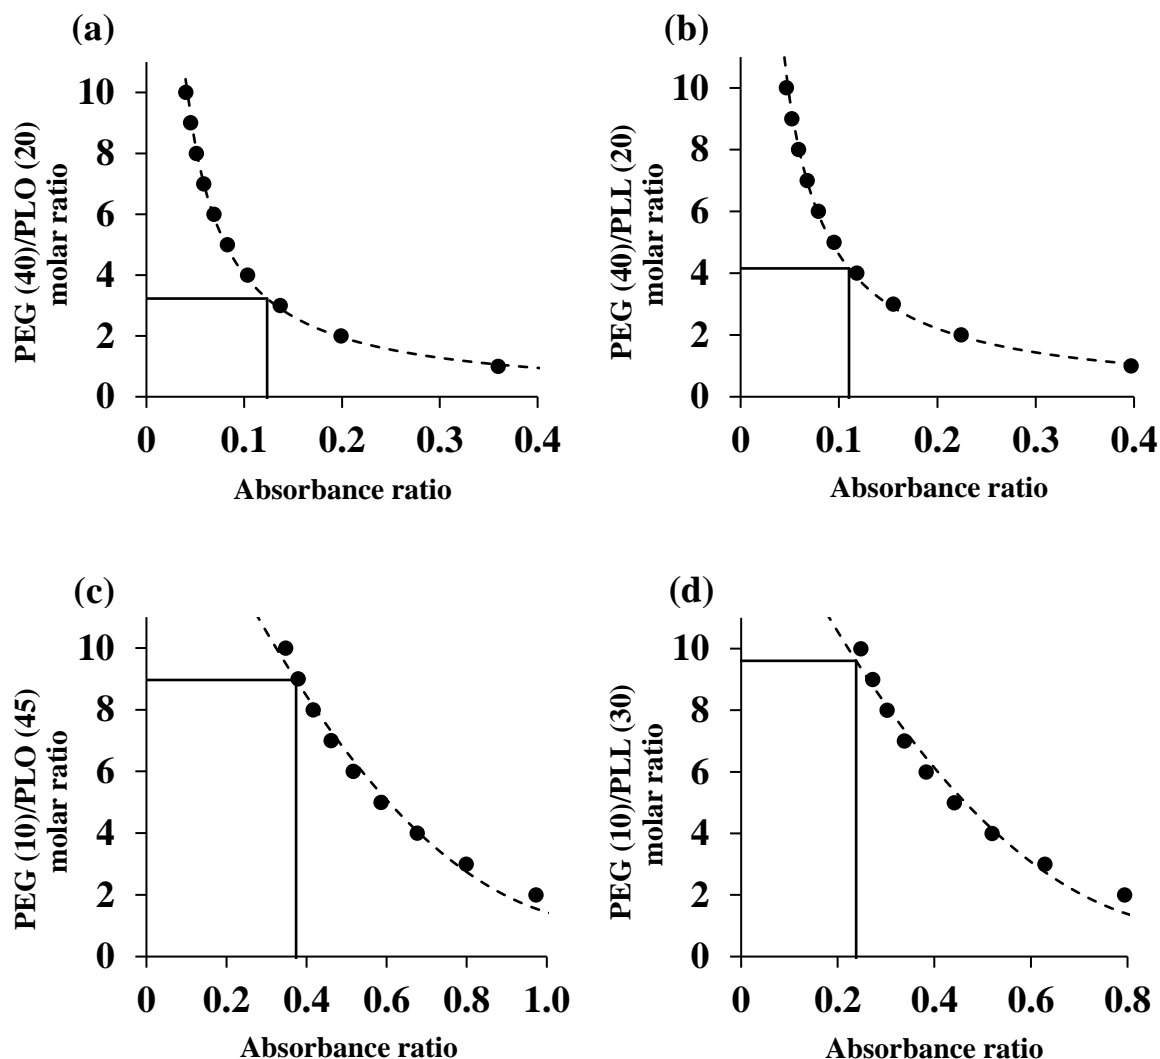 (a)
PEG (40)/PLO (20)
molar ratio
10
8
6
4
2
0
0 0.1 0.2 0.3 0.4
Absorbance ratio
(b)
PEG (40)/PLL (20)
molar ratio
10
8
6
4
2
0
0 0.1 0.2 0.3 0.4
Absorbance ratio
(c)
PEG (10)/PLO (45)
molar ratio
10
8
6
4
2
0
0 0.2 0.4 0.6 0.8 1.0
Absorbance ratio
(d)
PEG (10)/PLL (30)
molar ratio
10
8
6
4
2
0
0 0.2 0.4 0.6 0.8
Absorbance ratio